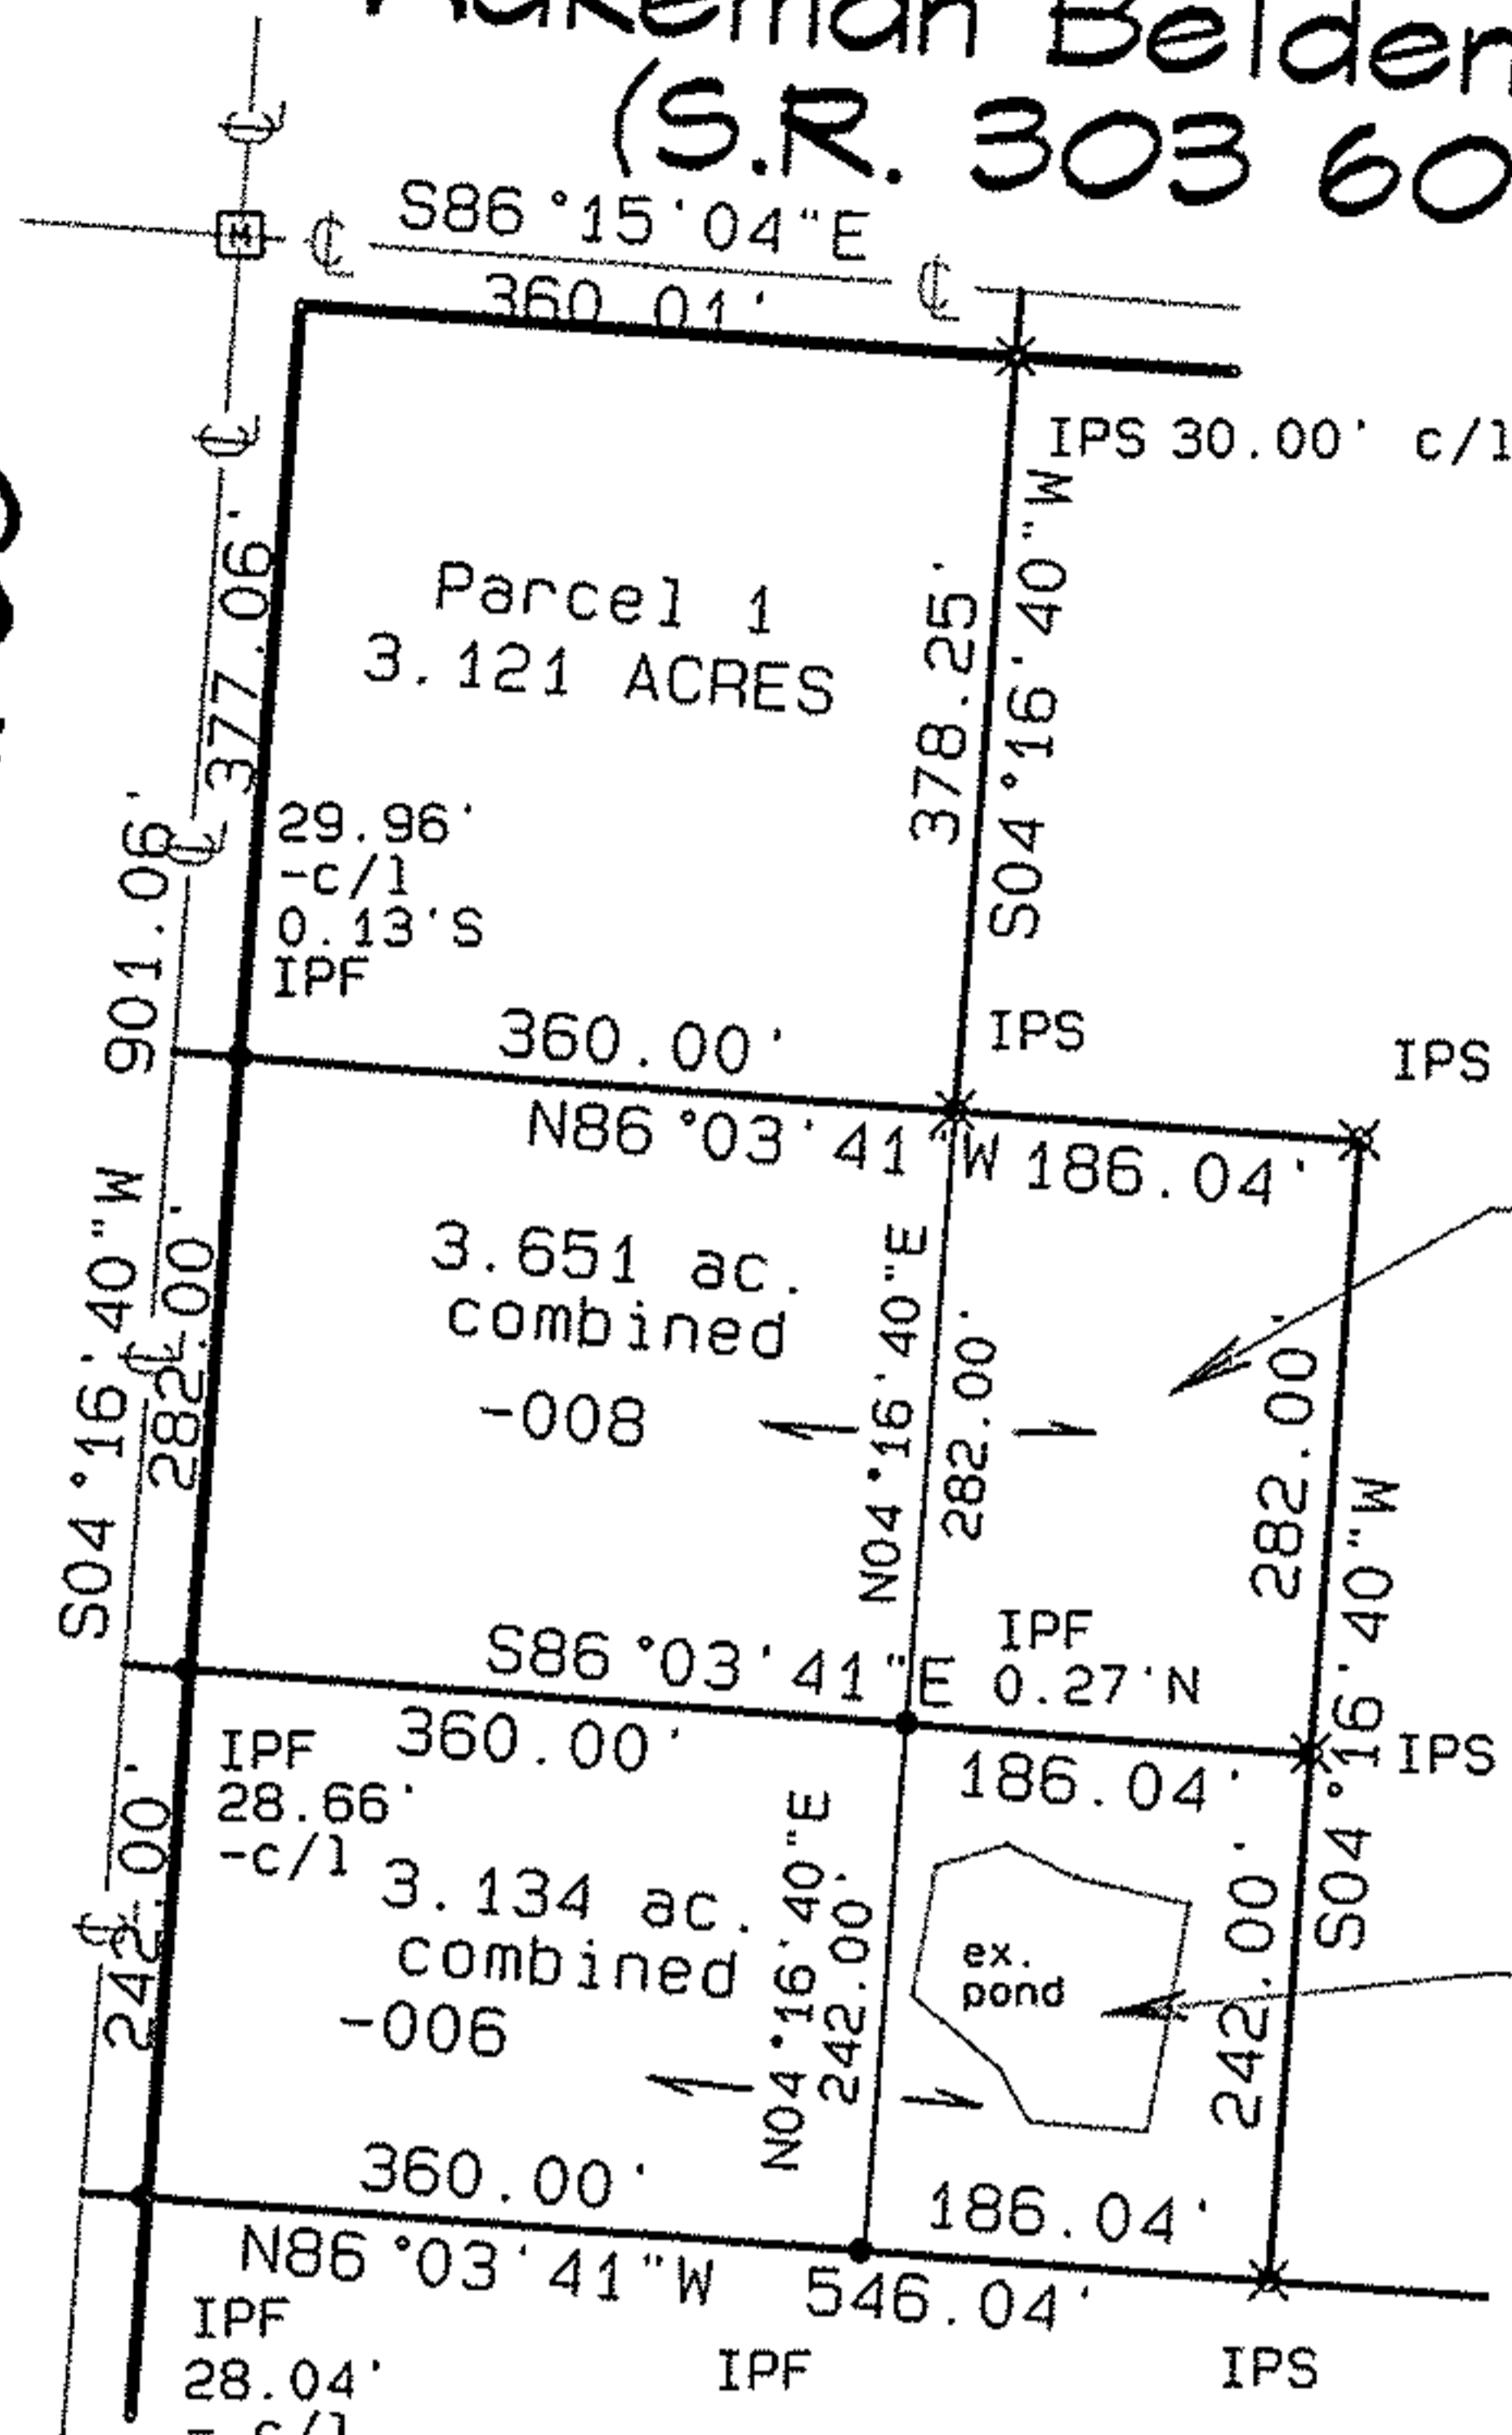 (S.R. 303 60
S86°15'04"E
360.01'
IPS 30.00' c/l
377.06'
378.25'
S04°16'40"W
Parcel 1
3.121 ACRES
29.96'
-c/l
0.13'S
IPF
901.06'
S04°16'40"W
360.00'
IPS
IPS
N86°03'41"W 186.04'
3.651 ac.
combined
-008
282.00'
N04°16'40"E
282.00'
282.00'
S04°16'40"W
S86°03'41"E
360.00'
IPF
0.27'N
186.04'
IPS
IPF
28.66'
-c/l
3.134 ac.
combined
-006
242.00'
N04°16'40"E
242.00'
ex.
pond
242.00'
360.00'
186.04'
N86°03'41"W 546.04'
IPF
28.04'
-c/l
IPF
IPS